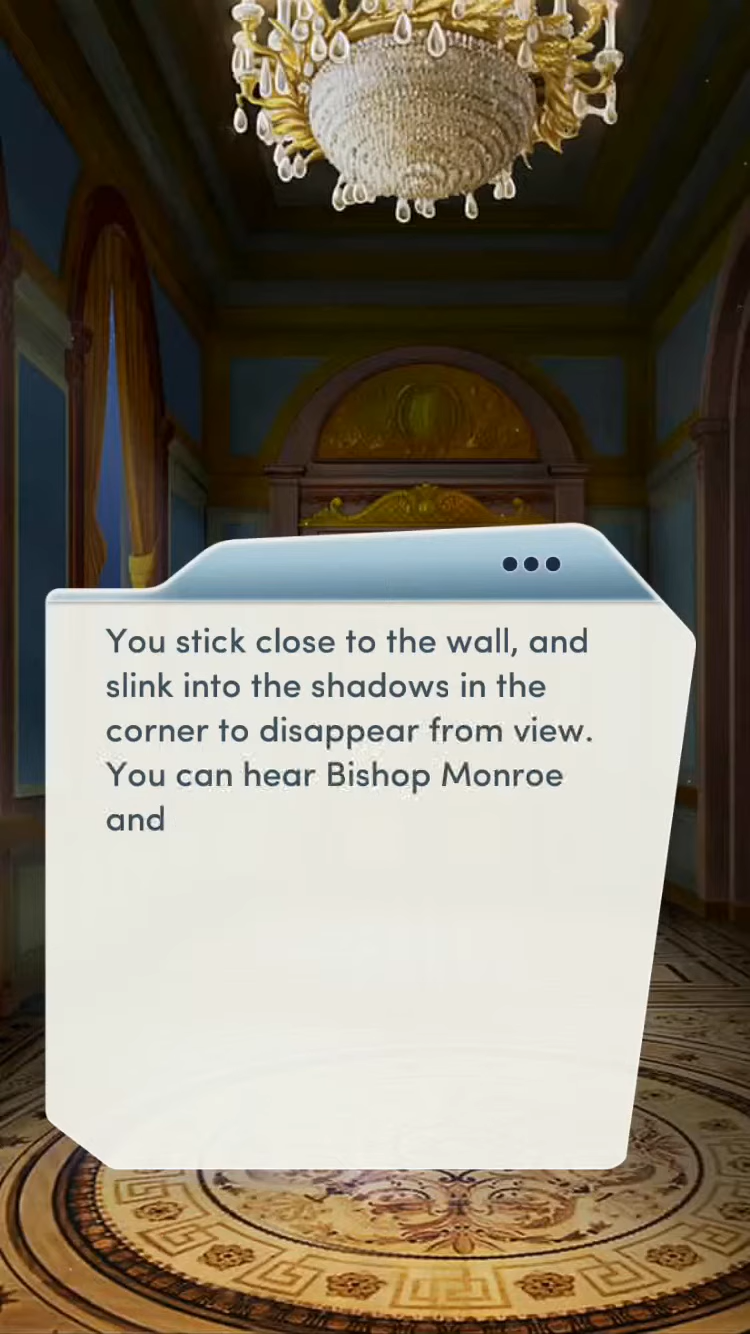 You stick close to the wall, and
slink into the shadows in the
corner to disappear from view.
You can hear Bishop Monroe
and